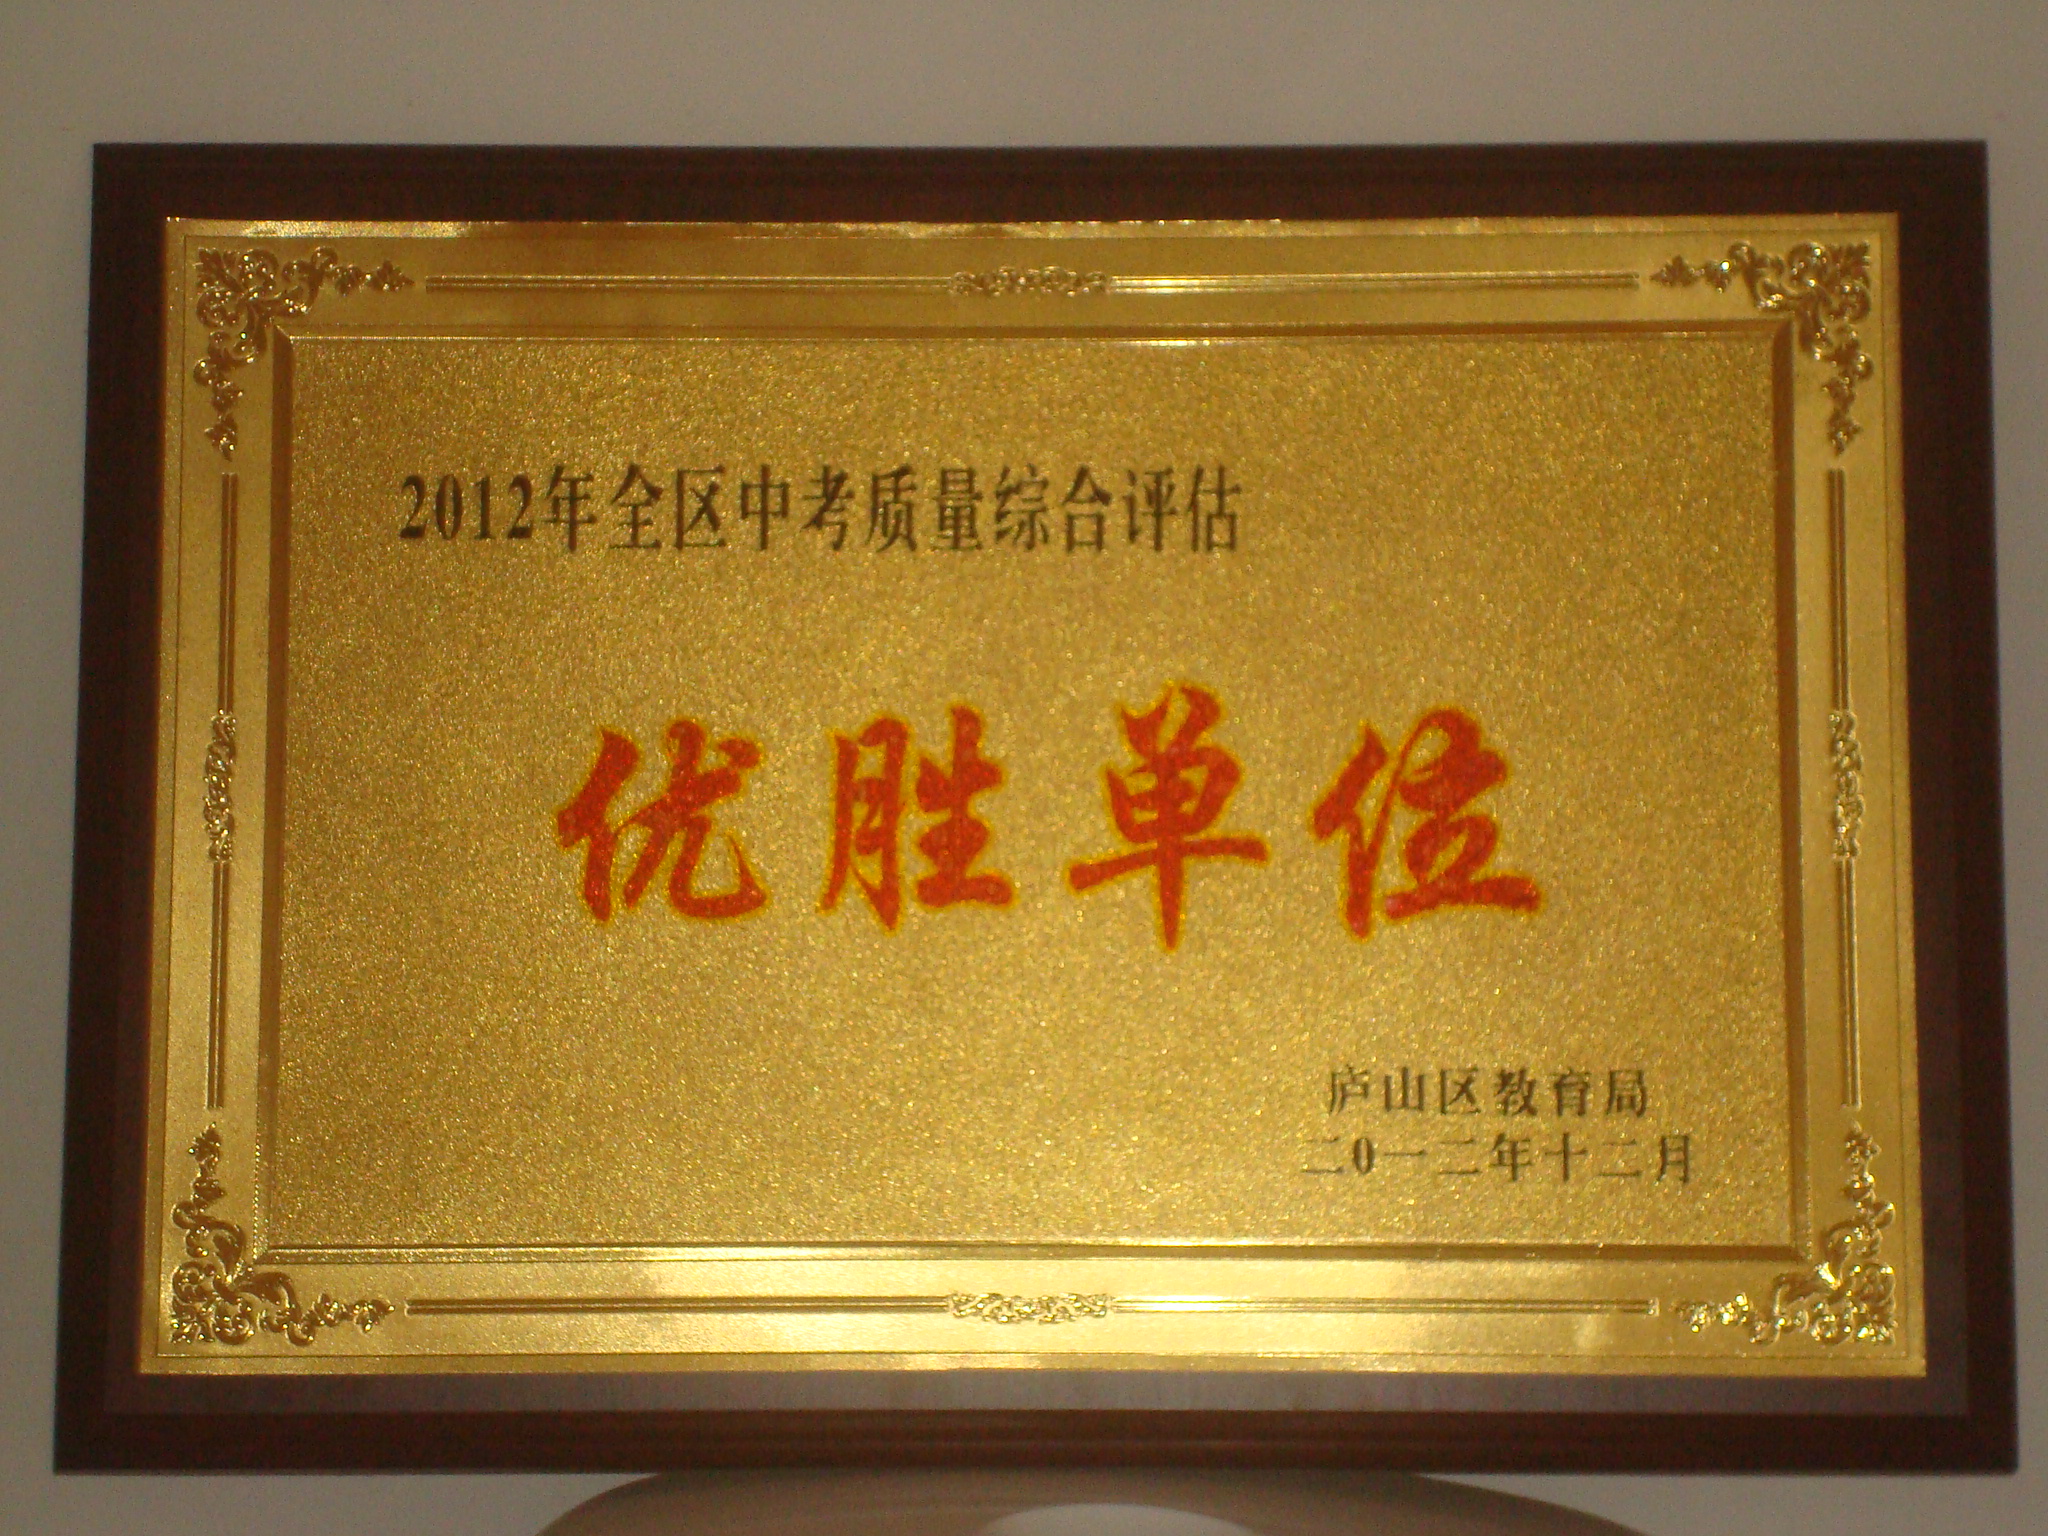 2012年全区中考质量综合评估
优胜单位
庐山区教育局
二0一二年十二月